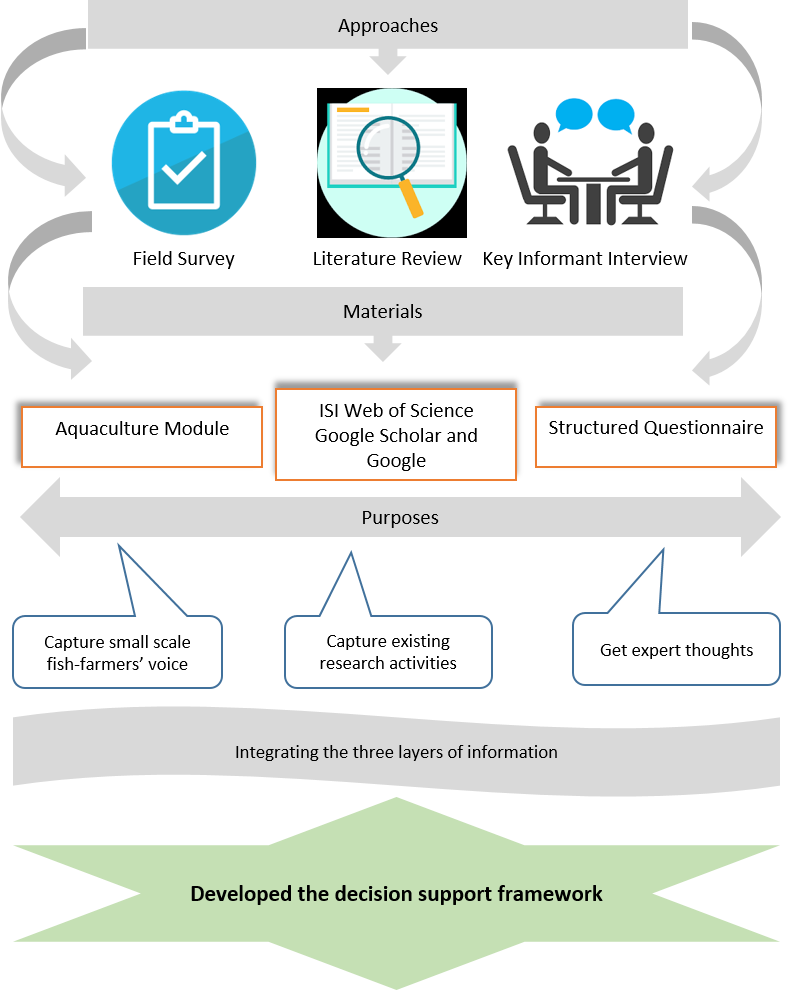 Approaches
Field Survey
Literature Review
Key Informant Interview
Materials
Aquaculture Module
ISI Web of Science
Google Scholar and
Google
Structured Questionnaire
Purposes
Capture small scale
fish-farmers’ voice
Capture existing
research activities
Get expert thoughts
Integrating the three layers of information
Developed the decision support framework